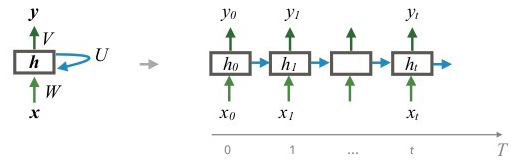 y y0 y1 yt
V
h U h0 h1 ht
W
x x0 x1 xt
0 1 ... t T